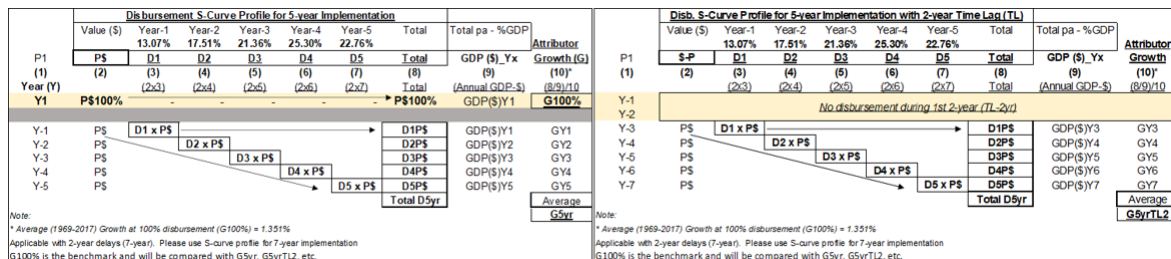 Disbursement S-Curve Profile for 5-year Implementation
Value ($) Year-1 Year-2 Year-3 Year-4 Year-5 Total Total pa - %GDP
13.07% 17.51% 21.36% 25.30% 22.76% Attributor
P1 P$ D1 D2 D3 D4 D5 Total GDP ($)_Yx Growth (G)
(1) (2) (3) (4) (5) (6) (7) (8) (9) (10)*
Year (Y) (2x3) (2x4) (2x5) (2x6) (2x7) (Annual GDP-$) (8/9)/10
Y1 P$100% - - - - P$100% GDP($)Y1 G100%
Y-1 P$ D1 x P$ D1P$ GDP($)Y1 GY1
Y-2 P$ D2 x P$ D2P$ GDP($)Y2 GY2
Y-3 P$ D3 x P$ D3P$ GDP($)Y3 GY3
Y-4 P$ D4 x P$ D4P$ GDP($)Y4 GY4
Y-5 P$ D5 x P$ D5P$ GDP($)Y5 GY5
Total D5yr Average
Note: G5yr
* Average (1969-2017) Growth at 100% disbursement (G100%) = 1.351%
Applicable with 2-year delays (7-year). Please use S-curve profile for 7-year implementation
G100% is the benchmark and will be compared with G5yr, G5yrTL2, etc.
Disb. S-Curve Profile for 5-year Implementation with 2-year Time Lag (TL)
Value ($) Year-1 Year-2 Year-3 Year-4 Year-5 Total Total pa - %GDP
13.07% 17.51% 21.36% 25.30% 22.76% Attributor
P1 $-P D1 D2 D3 D4 D5 Total GDP ($)_Yx Growth
(1) (2) (3) (4) (5) (6) (7) (8) (9) (10)*
Year (Y) (2x3) (2x4) (2x5) (2x6) (2x7) (Annual GDP-$) (8/9)/10
Y-1
No disbursement during 1st 2-year (TL-2yr)
Y-2
Y-3 P$ D1 x P$ D1P$ GDP($)Y3 GY3
Y-4 P$ D2 x P$ D2P$ GDP($)Y4 GY4
Y-5 P$ D3 x P$ D3P$ GDP($)Y5 GY5
Y-6 P$ D4 x P$ D4P$ GDP($)Y6 GY6
Y-7 P$ D5 x P$ D5P$ GDP($)Y7 GY7
Total D5yr Average
Note: G5yrTL2
* Average (1969-2017) Growth at 100% disbursement (G100%) = 1.351%
Applicable with 2-year delays (7-year). Please use S-curve profile for 7-year implementation
G100% is the benchmark and will be compared with G5yr, G5yrTL2, etc.